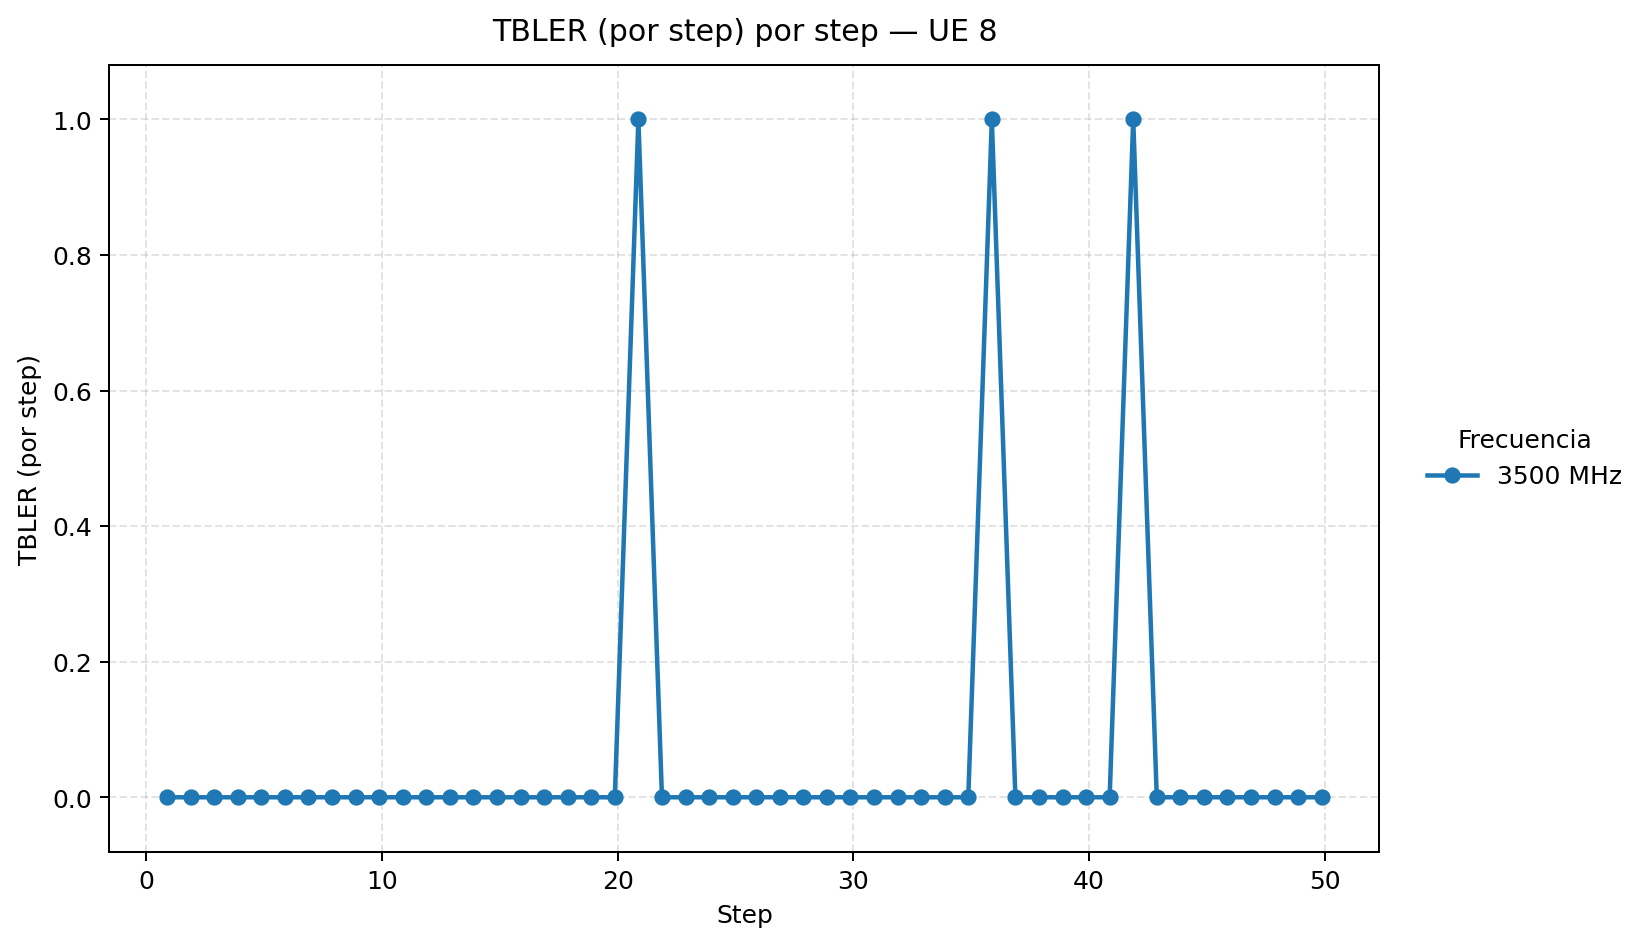 TBLER (por step) por step — UE 8
1.0
0.8
0.6
0.4
0.2
0.0
TBLER (por step)
0 10 20 30 40 50
Step
Frecuencia
3500 MHz